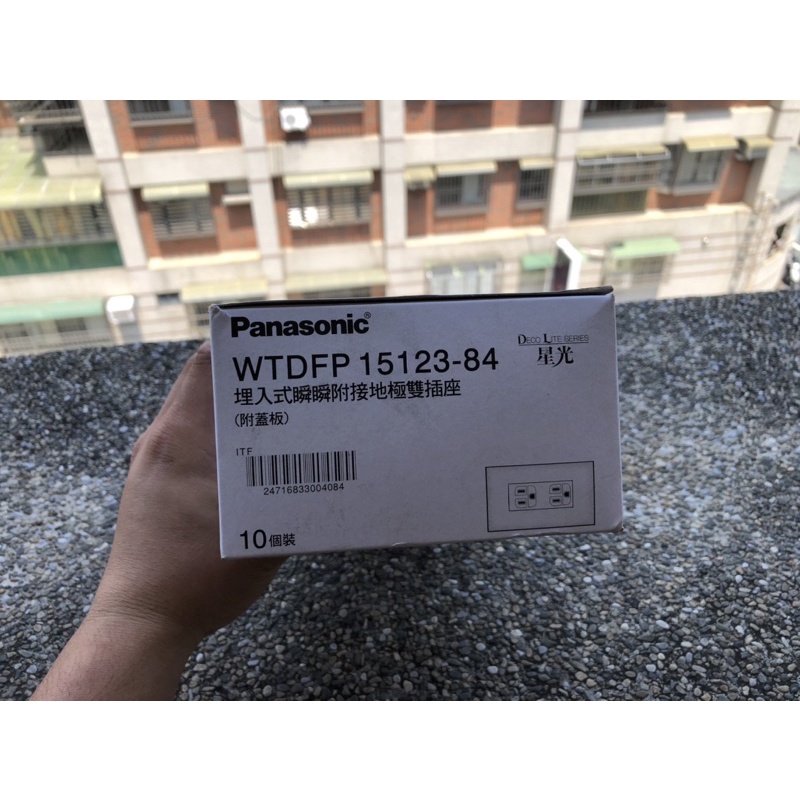 Panasonic®
DECO LITE SERIES
星光
WTDFP 15123-84
埋入式瞬瞬附接地極雙插座
(附蓋板)
ITF
24716833004084
10個裝